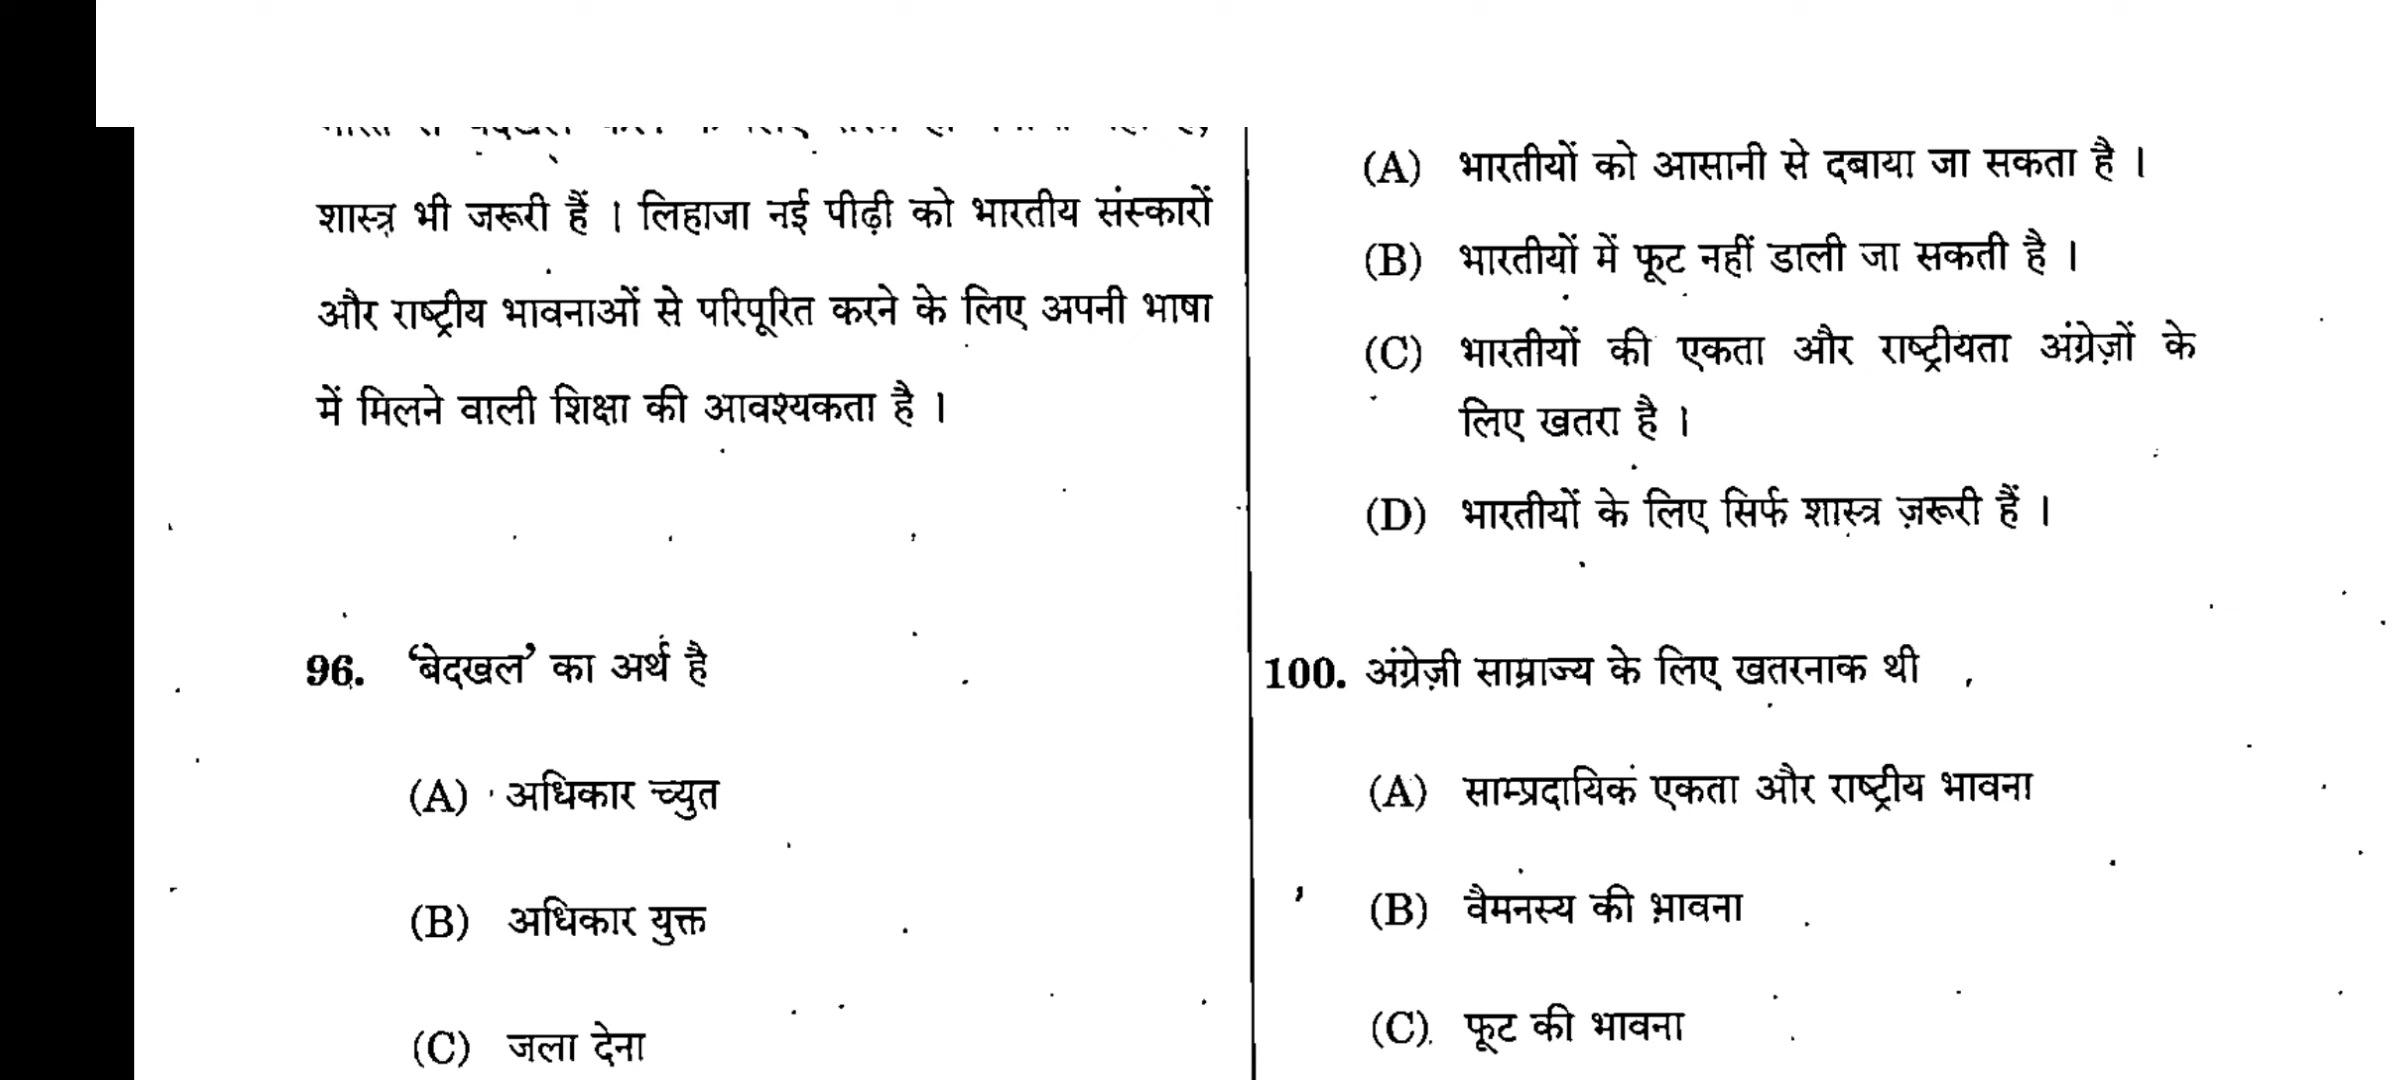 शास्त्र भी जरूरी हैं । लिहाजा नई पीढ़ी को भारतीय संस्कारों
और राष्ट्रीय भावनाओं से परिपूरित करने के लिए अपनी भाषा
में मिलने वाली शिक्षा की आवश्यकता है ।
96. ‘बेदखल’ का अर्थ है
(A) अधिकार च्युत
(B) अधिकार युक्त
(C) जला देना
(A) भारतीयों को आसानी से दबाया जा सकता है ।
(B) भारतीयों में फूट नहीं डाली जा सकती है ।
(C) भारतीयों की एकता और राष्ट्रीयता अंग्रेज़ों के
लिए खतरा है ।
(D) भारतीयों के लिए सिर्फ शास्त्र ज़रूरी हैं ।
100. अंग्रेज़ी साम्राज्य के लिए खतरनाक थी
(A) साम्प्रदायिक एकता और राष्ट्रीय भावना
(B) वैमनस्य की भावना
(C) फूट की भावना